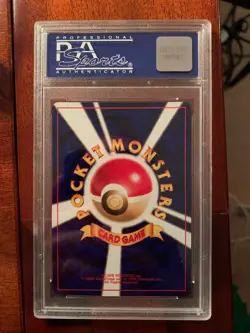 PROFESSIONAL
PSA
Sports
AUTHENTICATOR
POCKET MONSTERS
CARD GAME